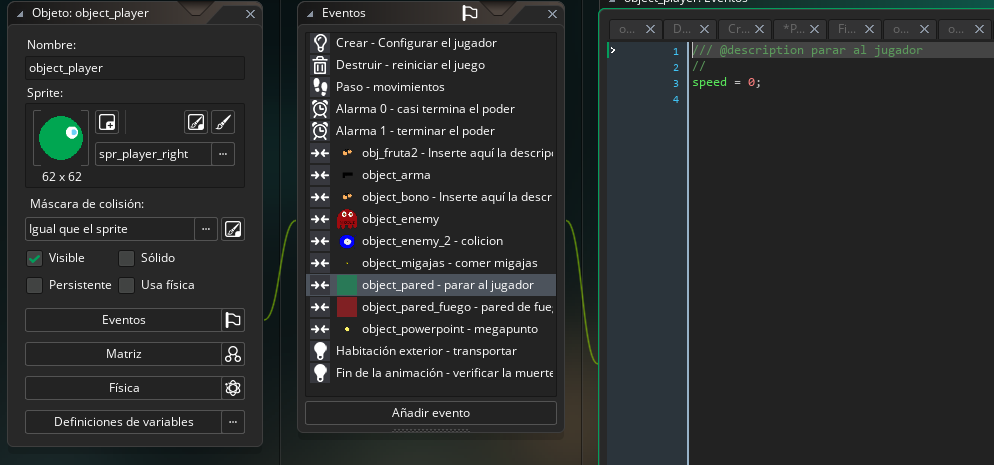 Objeto: object_player
Nombre:
object_player
Sprite:
spr_player_right
...
62 x 62
Máscara de colisión:
Igual que el sprite
...
Visible
Sólido
Persistente
Usa física
Eventos
Matriz
Física
Definiciones de variables
...
Eventos
Crear - Configurar el jugador
Destruir - reiniciar el juego
Paso - movimientos
Alarma 0 - casi termina el poder
Alarma 1 - terminar el poder
obj_fruta2 - Inserte aquí la descripc
object_arma
object_bono - Inserte aquí la descr
object_enemy
object_enemy_2 - colicion
object_migajas - comer migajas
object_pared - parar al jugador
object_pared_fuego - pared de fue
object_powerpoint - megapunto
Habitación exterior - transportar
Fin de la animación - verificar la muerte
Añadir evento
object_player: Eventos
o... D... Cr... *P... Fi... o... o...
1 /// @description parar al jugador
2 //
3 speed = 0;
4